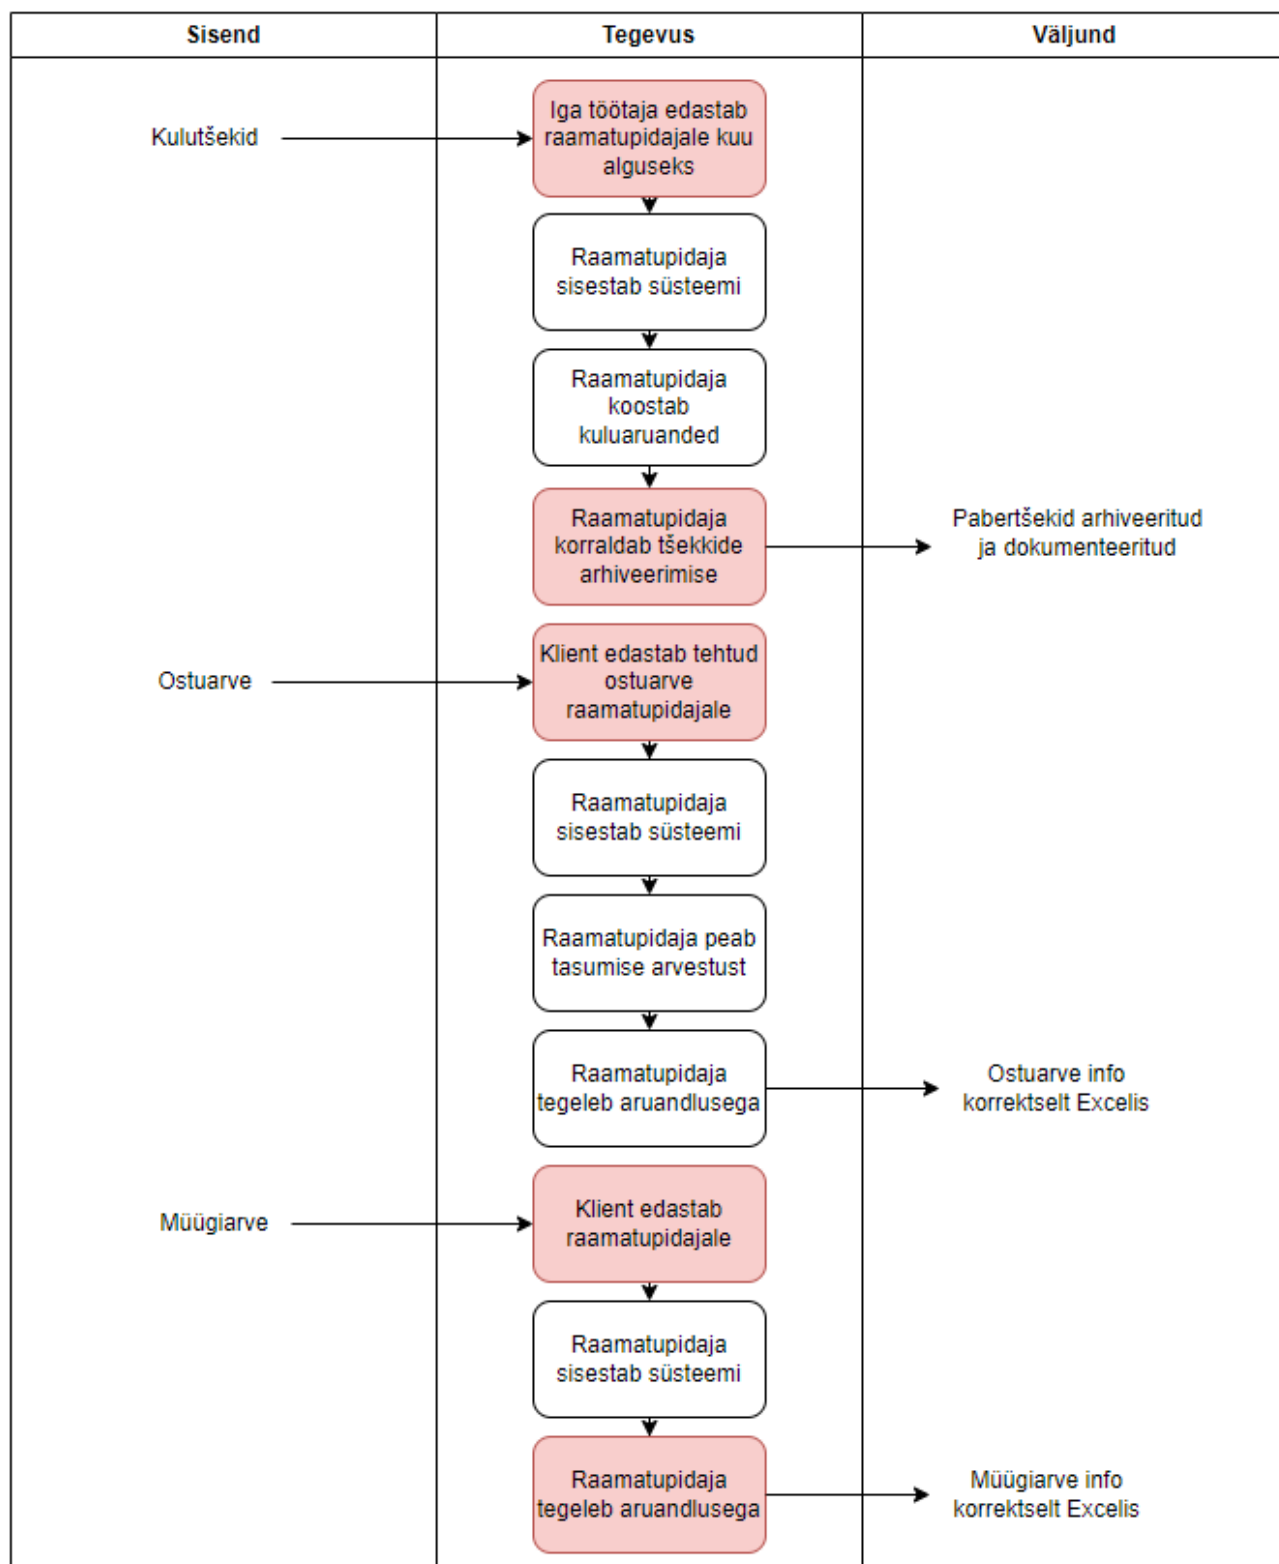 Sisend
Tegevus
Väljund
Kulutšekid
Iga töötaja edastab
raamatupidajale kuu
alguseks
Raamatupidaja
sisestab süsteemi
Raamatupidaja
koostab
kuluaruanded
Raamatupidaja
korraldab tšekkide
arhiveerimise
Pabertšekid arhiveeritud
ja dokumenteeritud
Ostuarve
Klient edastab tehtud
ostuarve
raamatupidajale
Raamatupidaja
sisestab süsteemi
Raamatupidaja peab
tasumise arvestust
Raamatupidaja
tegeleb aruandlusega
Ostuarve info
korrektselt Excelis
Müügiarve
Klient edastab
raamatupidajale
Raamatupidaja
sisestab süsteemi
Raamatupidaja
tegeleb aruandlusega
Müügiarve info
korrektselt Excelis